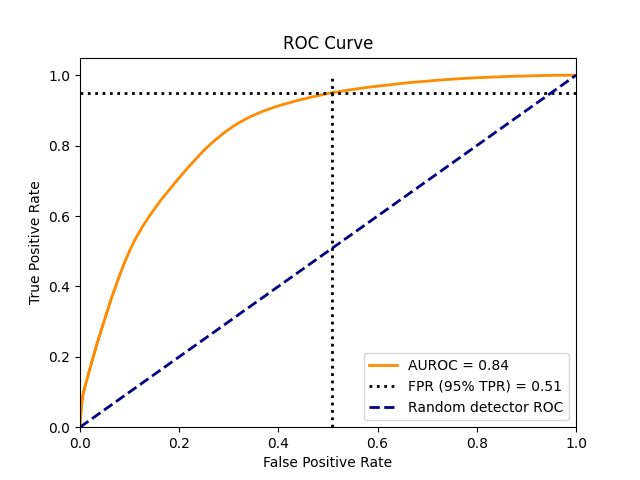 ROC Curve
1.0
0.8
0.6
0.4
0.2
0.0
True Positive Rate
0.0 0.2 0.4 0.6 0.8 1.0
False Positive Rate
AUROC = 0.84
FPR (95% TPR) = 0.51
Random detector ROC